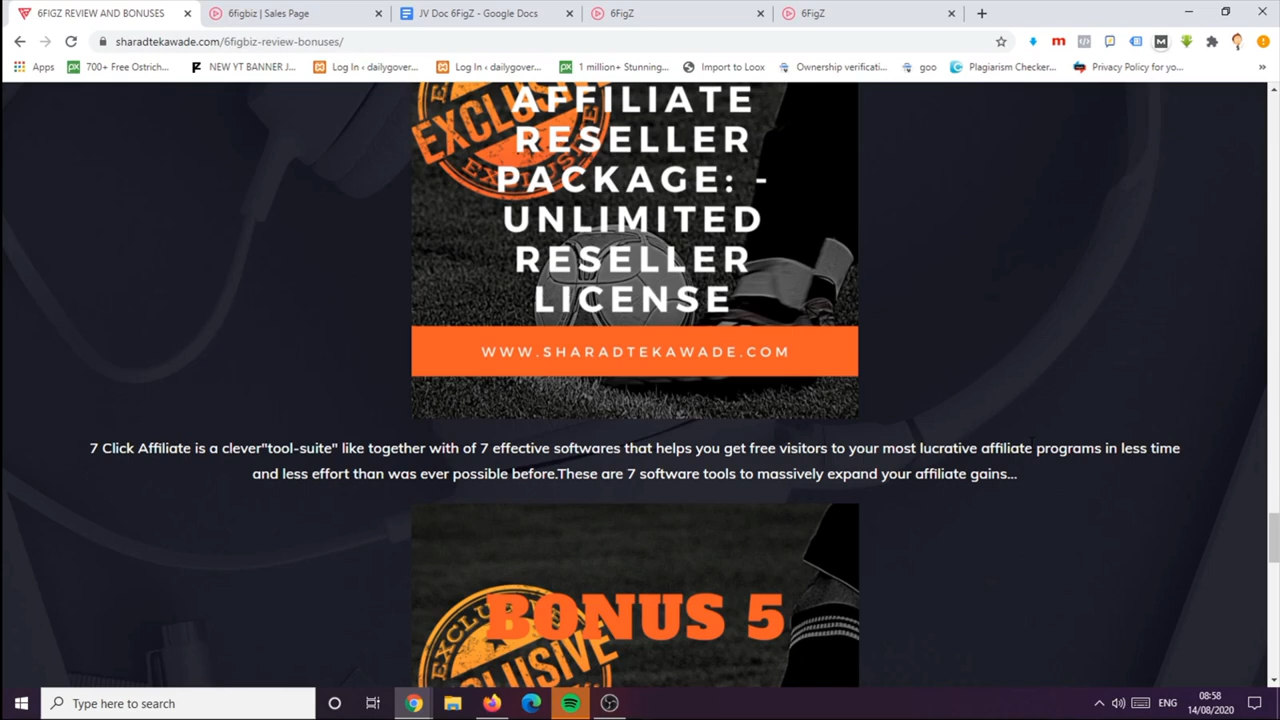 6FIGZ REVIEW AND BONUSES
6figbiz | Sales Page
JV Doc 6FigZ - Google Docs
6FigZ
6FigZ
sharadtekawade.com/6figbiz-review-bonuses/
Apps
700+ Free Ostrich...
NEW YT BANNER J...
Log In ‹ dailygover...
Log In ‹ dailygover...
1 million+ Stunning...
Import to Loox
Ownership verificati...
goo
Plagiarism Checker...
Privacy Policy for yo...
EXCLUSIVE
EXCLUSIVE
AFFILIATE
RESELLER
PACKAGE: -
UNLIMITED
RESELLER
LICENSE
WWW.SHARADTEKAWADE.COM
7 Click Affiliate is a clever"tool-suite" like together with of 7 effective softwares that helps you get free visitors to your most lucrative affiliate programs in less time
and less effort than was ever possible before.These are 7 software tools to massively expand your affiliate gains...
BONUS 5
EXCLUSIVE
Type here to search
ENG
08:58
14/08/2020